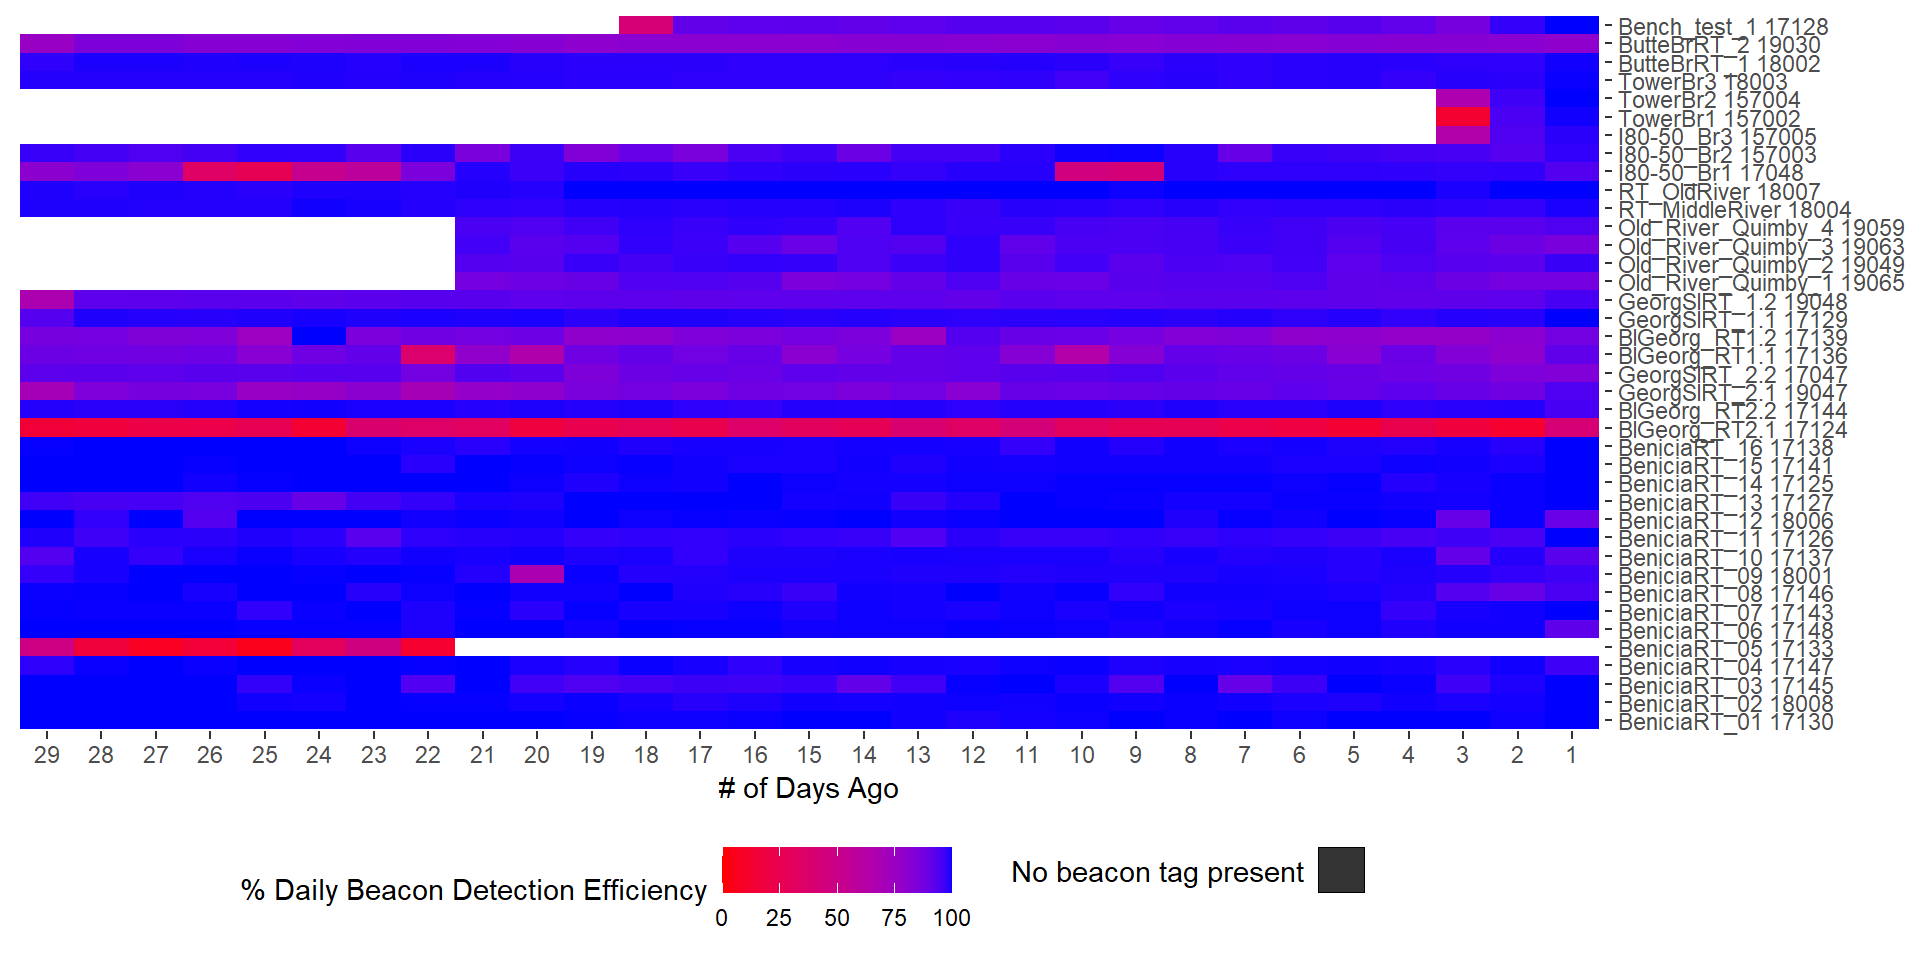 Bench_test_1 17128
ButteBrRT_2 19030
ButteBrRT_1 18002
TowerBr3 18003
TowerBr2 157004
TowerBr1 157002
I80-50_Br3 157005
I80-50_Br2 157003
I80-50_Br1 17048
RT_OldRiver 18007
RT_MiddleRiver 18004
Old_River_Quimby_4 19059
Old_River_Quimby_3 19063
Old_River_Quimby_2 19049
Old_River_Quimby_1 19065
GeorgSlRT_1.2 19048
GeorgSlRT_1.1 17129
BlGeorg_RT1.2 17139
BlGeorg_RT1.1 17136
GeorgSlRT_2.2 17047
GeorgSlRT_2.1 19047
BlGeorg_RT2.2 17144
BlGeorg_RT2.1 17124
BeniciaRT_16 17138
BeniciaRT_15 17141
BeniciaRT_14 17125
BeniciaRT_13 17127
BeniciaRT_12 18006
BeniciaRT_11 17126
BeniciaRT_10 17137
BeniciaRT_09 18001
BeniciaRT_08 17146
BeniciaRT_07 17143
BeniciaRT_06 17148
BeniciaRT_05 17133
BeniciaRT_04 17147
BeniciaRT_03 17145
BeniciaRT_02 18008
BeniciaRT_01 17130
29 28 27 26 25 24 23 22 21 20 19 18 17 16 15 14 13 12 11 10 9 8 7 6 5 4 3 2 1
# of Days Ago
% Daily Beacon Detection Efficiency
0 25 50 75 100
No beacon tag present